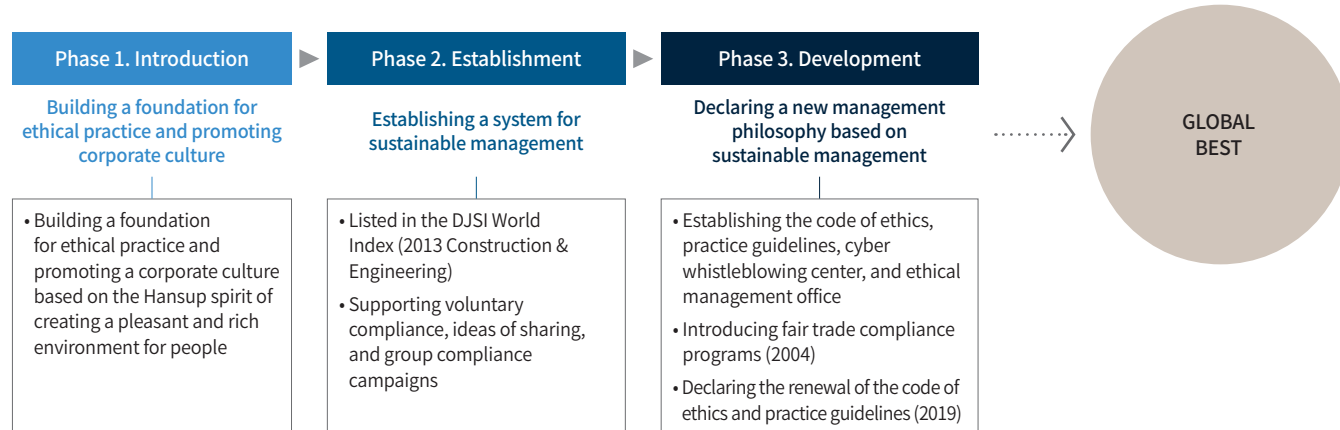 Phase 1. Introduction
Building a foundation for
ethical practice and promoting
corporate culture
• Building a foundation
for ethical practice and
promoting a corporate culture
based on the Hansup spirit of
creating a pleasant and rich
environment for people
Phase 2. Establishment
Establishing a system for
sustainable management
• Listed in the DJSI World
Index (2013 Construction &
Engineering)
• Supporting voluntary
compliance, ideas of sharing,
and group compliance
campaigns
Phase 3. Development
Declaring a new management
philosophy based on
sustainable management
• Establishing the code of ethics,
practice guidelines, cyber
whistleblowing center, and ethical
management office
• Introducing fair trade compliance
programs (2004)
• Declaring the renewal of the code of
ethics and practice guidelines (2019)
GLOBAL
BEST